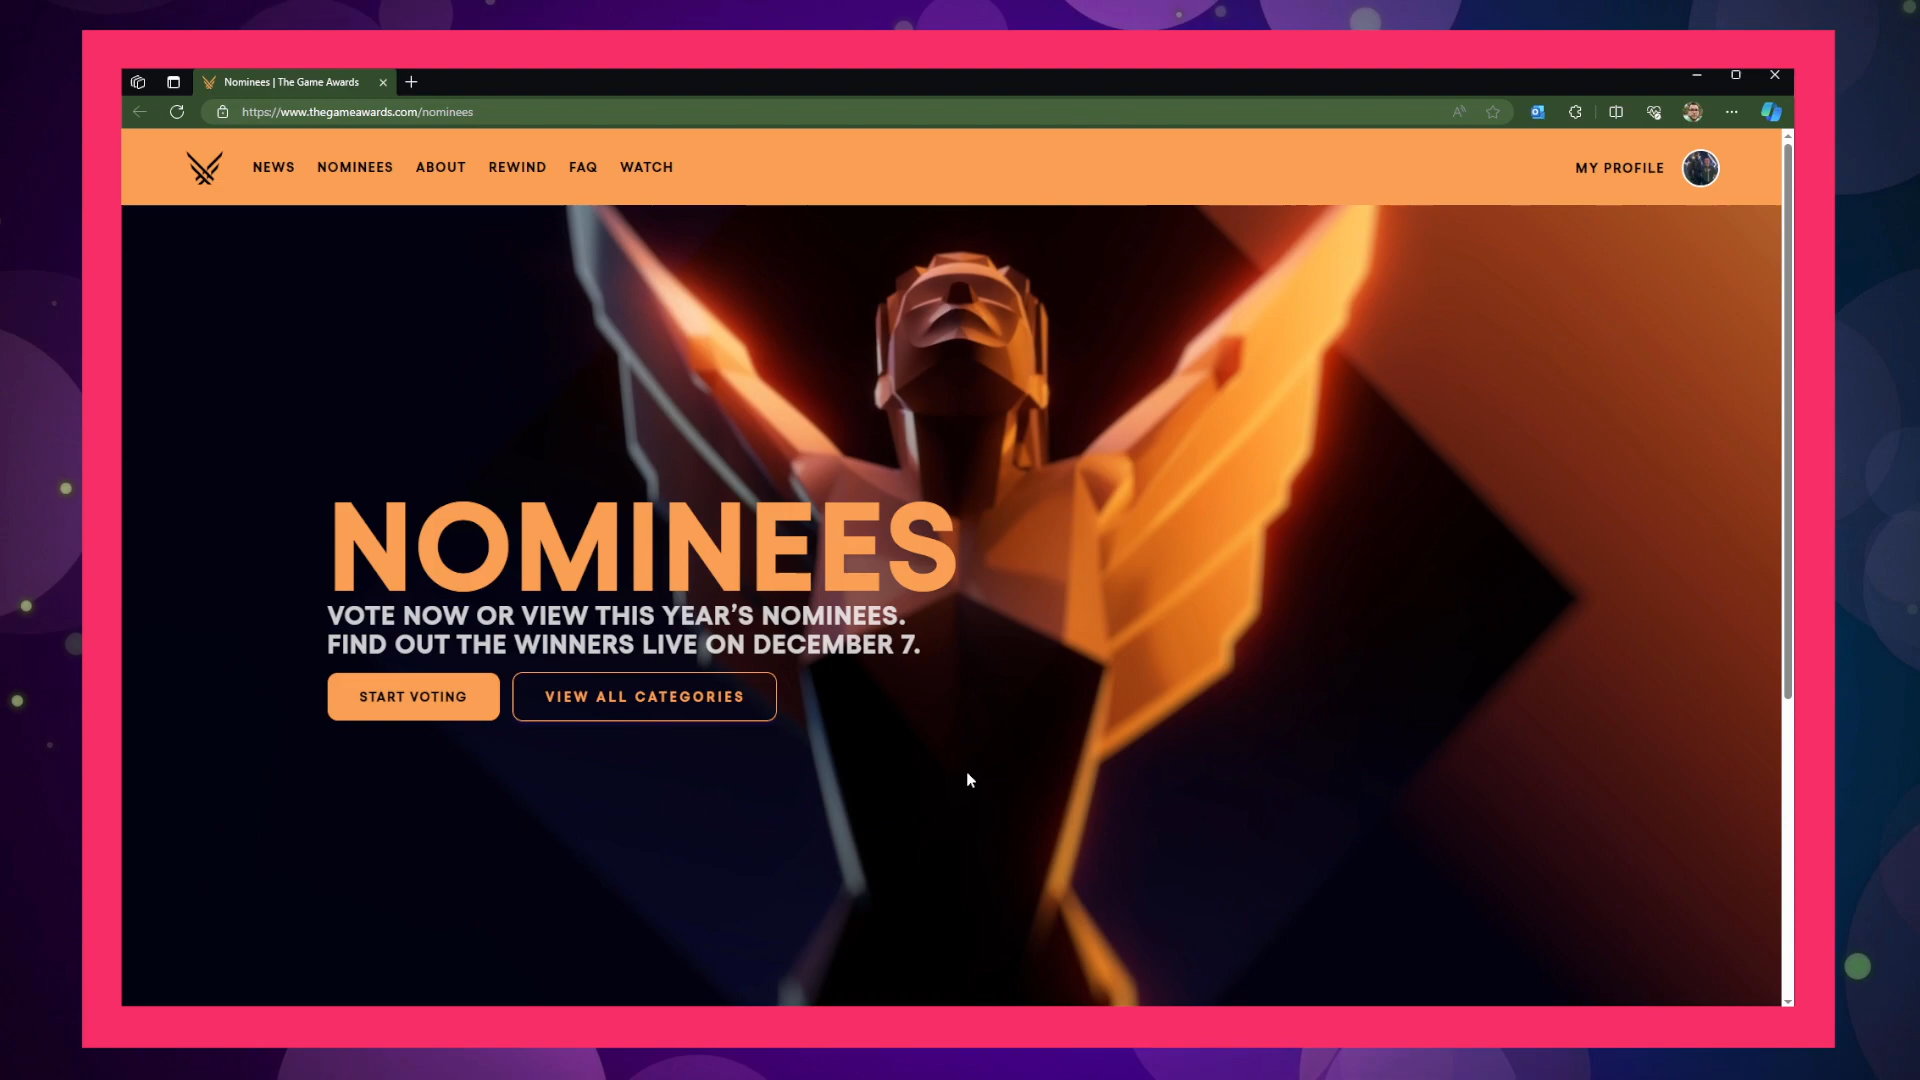 Nominees | The Game Awards
https://www.thegameawards.com/nominees
NEWS NOMINEES ABOUT REWIND FAQ WATCH MY PROFILE
NOMINEES
VOTE NOW OR VIEW THIS YEAR’S NOMINEES.
FIND OUT THE WINNERS LIVE ON DECEMBER 7.
START VOTING VIEW ALL CATEGORIES